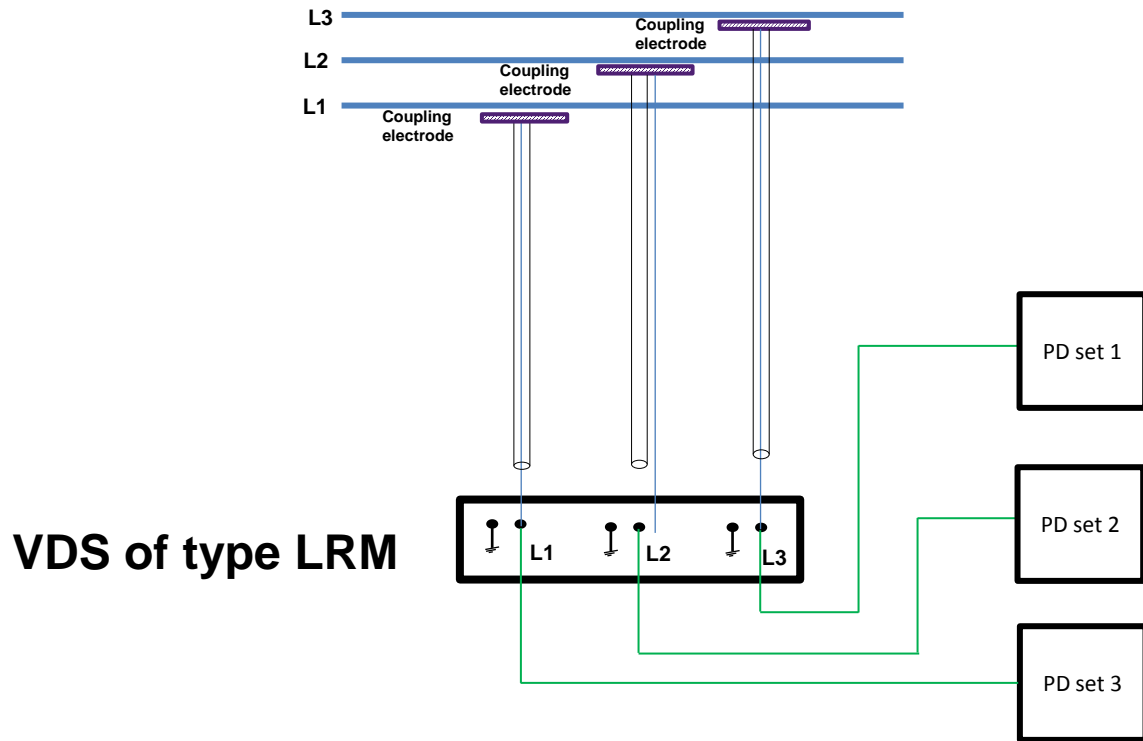 L3
Coupling
electrode
L2
Coupling
electrode
L1
Coupling
electrode
PD set 1
PD set 2
VDS of type LRM
L1
L2
L3
PD set 3